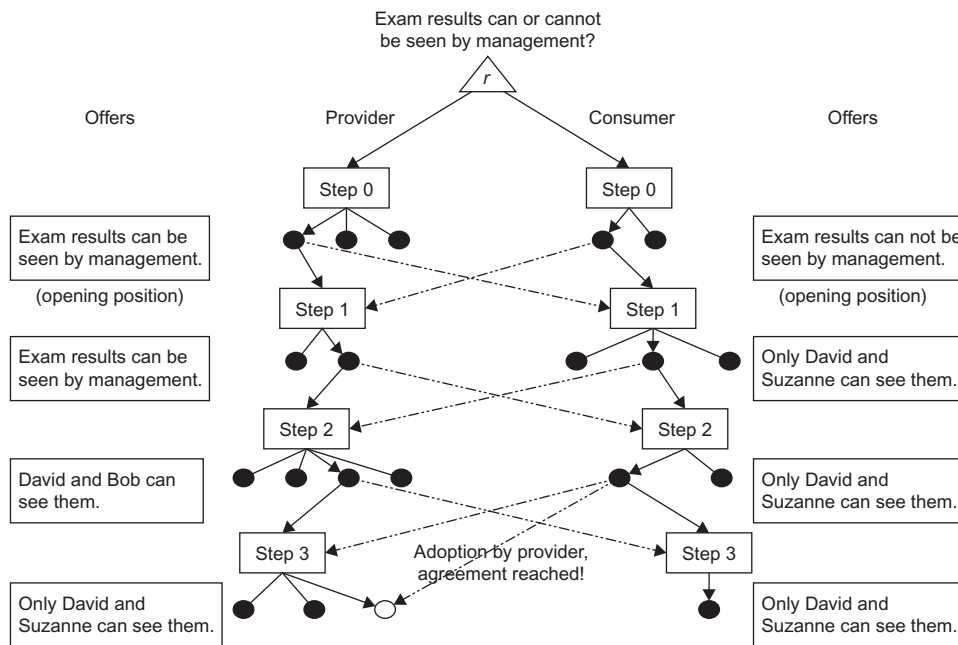 Exam results can or cannot
be seen by management?
r
Offers
Provider
Consumer
Offers
Step 0
Step 0
Exam results can be
seen by management.
(opening position)
Exam results can not be
seen by management.
(opening position)
Step 1
Step 1
Exam results can be
seen by management.
Only David and
Suzanne can see them.
Step 2
Step 2
David and Bob can
see them.
Only David and
Suzanne can see them.
Step 3
Adoption by provider,
agreement reached!
Step 3
Only David and
Suzanne can see them.
Only David and
Suzanne can see them.